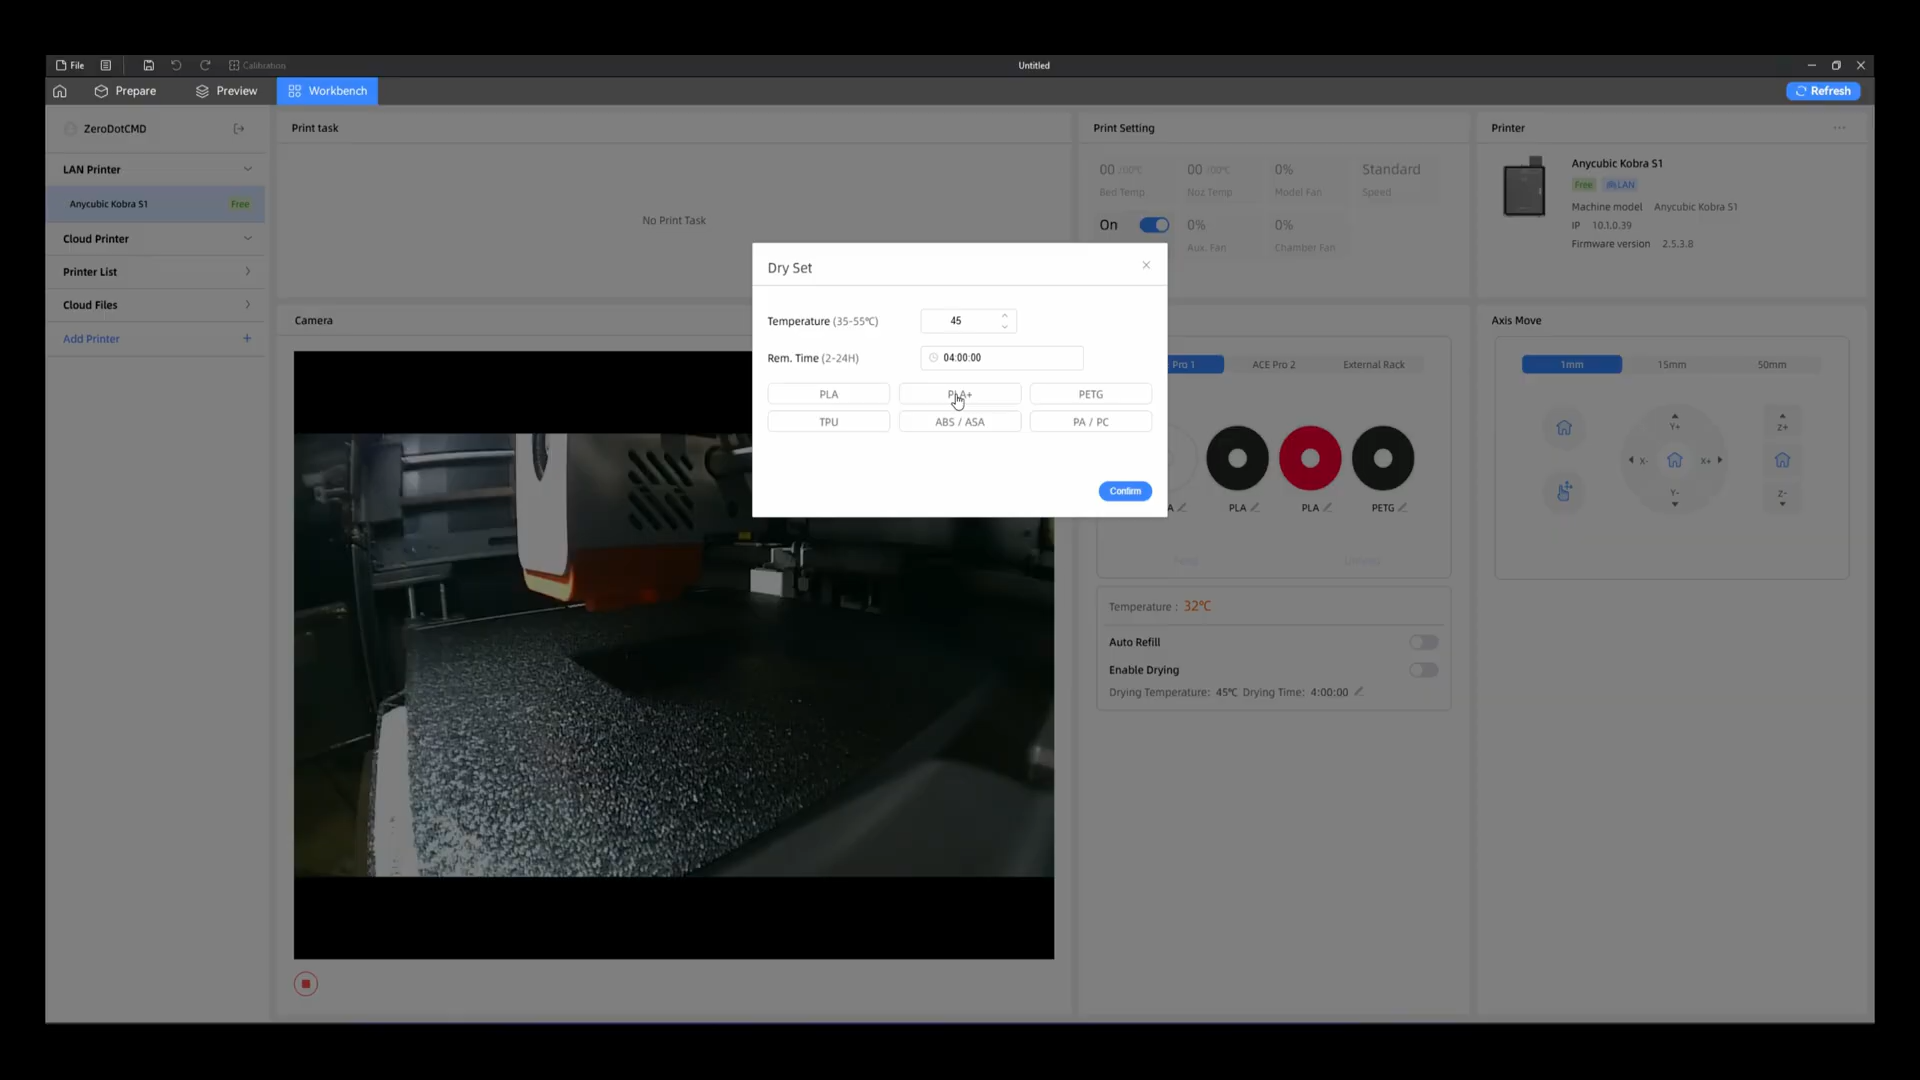 File
Calibration
Untitled
Prepare
Preview
Workbench
Refresh
ZeroDotCMD
LAN Printer
Anycubic Kobra S1 Free
Cloud Printer
Printer List
Cloud Files
Add Printer +
Print task
No Print Task
Camera
Print Setting
00 /00℃
Bed Temp
00 /00℃
Noz Temp
0%
Model Fan
Standard
Speed
On
0%
Aux. Fan
0%
Chamber Fan
Dry Set
Temperature (35-55℃) 45
Rem. Time (2-24H) 04:00:00
PLA PLA+ PETG
TPU ABS / ASA PA / PC
Confirm
Pro 1 ACE Pro 2 External Rack
A PLA PLA PETG
Temperature : 32℃
Auto Refill
Enable Drying
Drying Temperature: 45℃ Drying Time: 4:00:00
Printer ...
Anycubic Kobra S1
Free LAN
Machine model Anycubic Kobra S1
IP 10.1.0.39
Firmware version 2.5.3.8
Axis Move
1mm 15mm 50mm
Y+ Z+
X- X+
Y- Z-